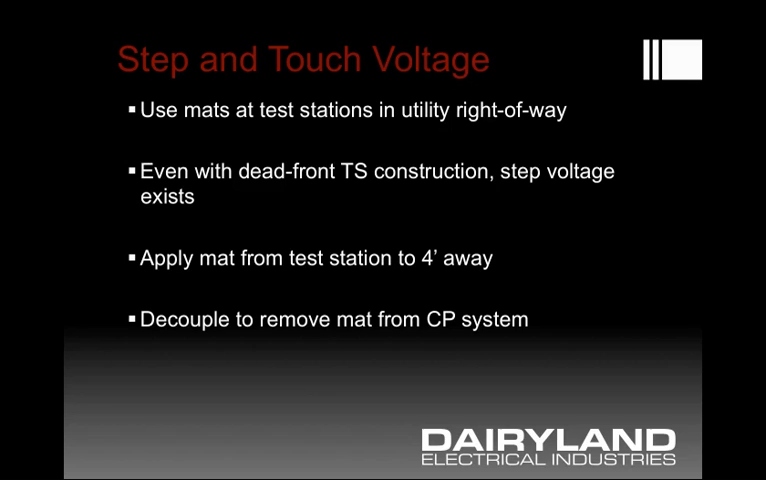 Step and Touch Voltage
▪Use mats at test stations in utility right-of-way
▪Even with dead-front TS construction, step voltage
exists
▪Apply mat from test station to 4’ away
▪Decouple to remove mat from CP system
DAIRYLAND
ELECTRICAL INDUSTRIES